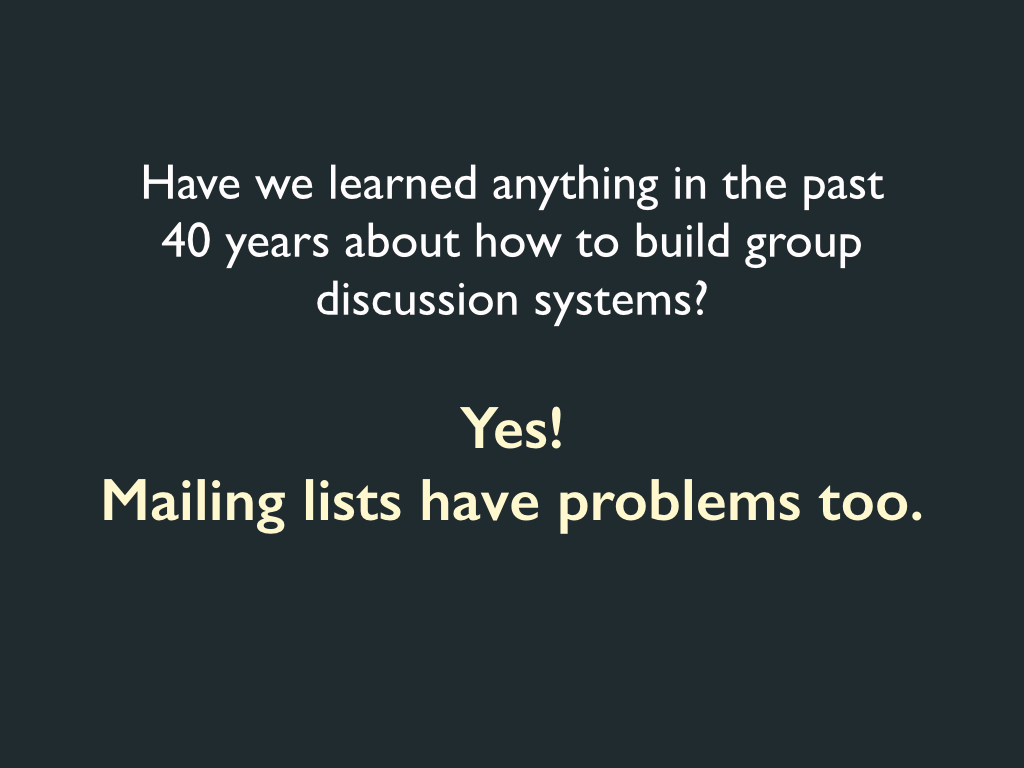 Have we learned anything in the past
40 years about how to build group
discussion systems?
Yes!
Mailing lists have problems too.